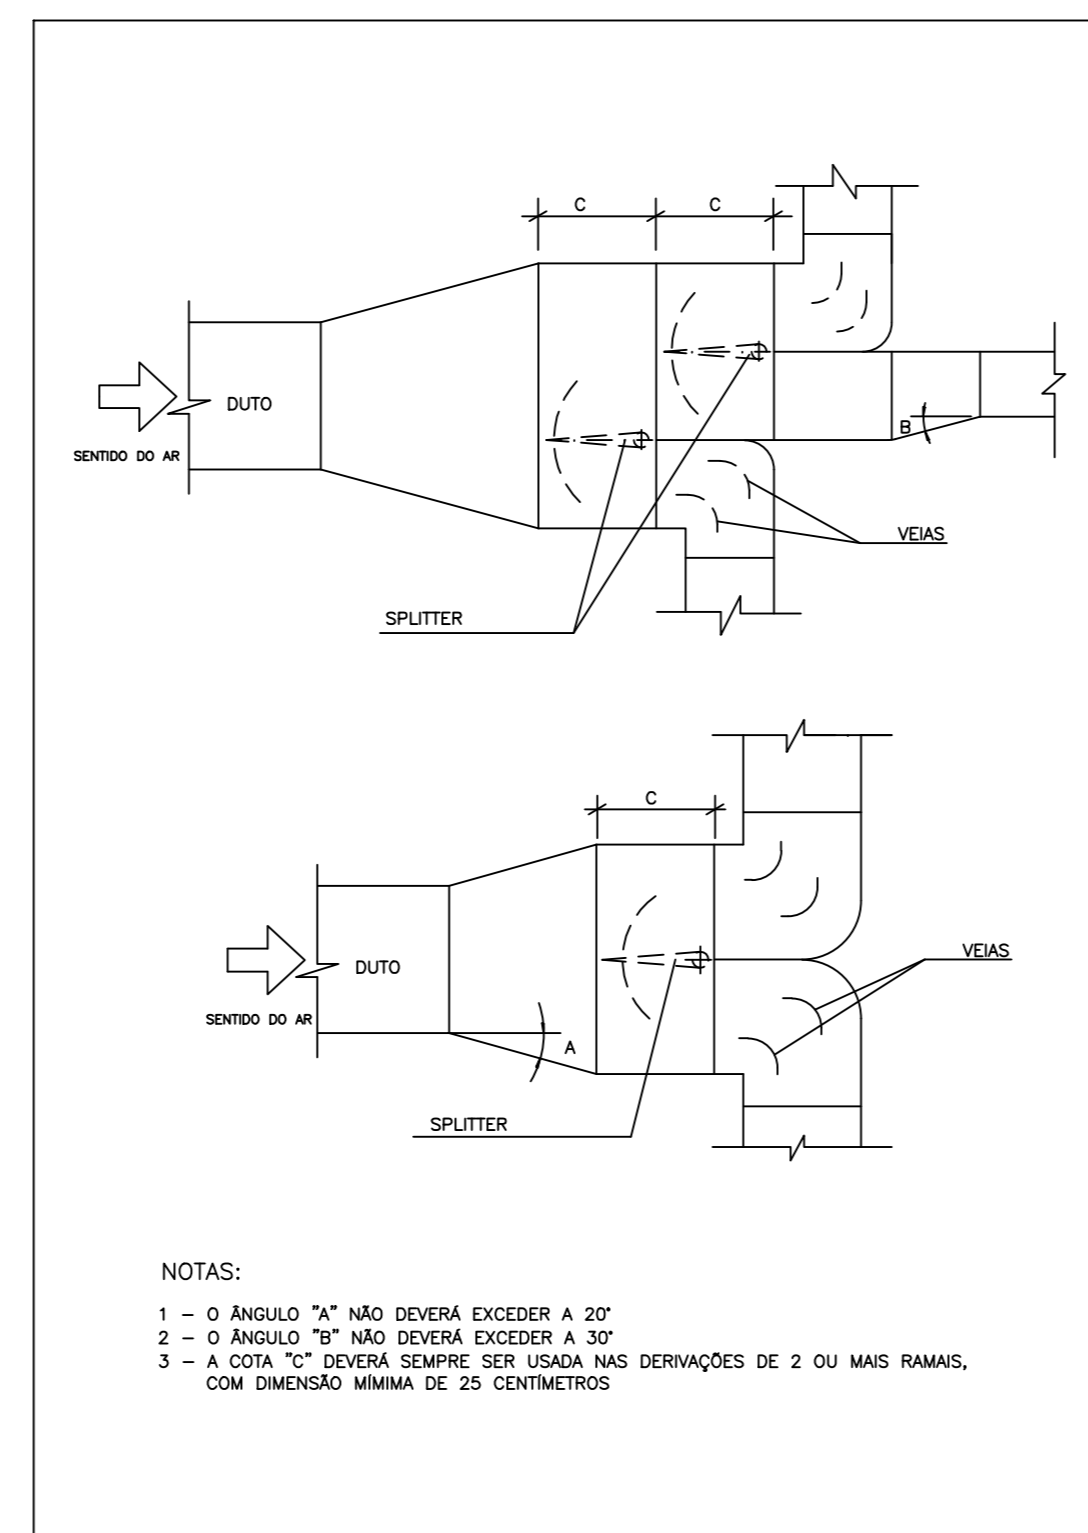 C
C
DUTO
SENTIDO DO AR
B
VEIAS
SPLITTER
C
DUTO
VEIAS
SENTIDO DO AR
A
SPLITTER
NOTAS:
1 – O ÂNGULO "A" NÃO DEVERÁ EXCEDER A 20°
2 – O ÂNGULO "B" NÃO DEVERÁ EXCEDER A 30°
3 – A COTA "C" DEVERÁ SEMPRE SER USADA NAS DERIVAÇÕES DE 2 OU MAIS RAMAIS,
COM DIMENSÃO MÍMIMA DE 25 CENTÍMETROS